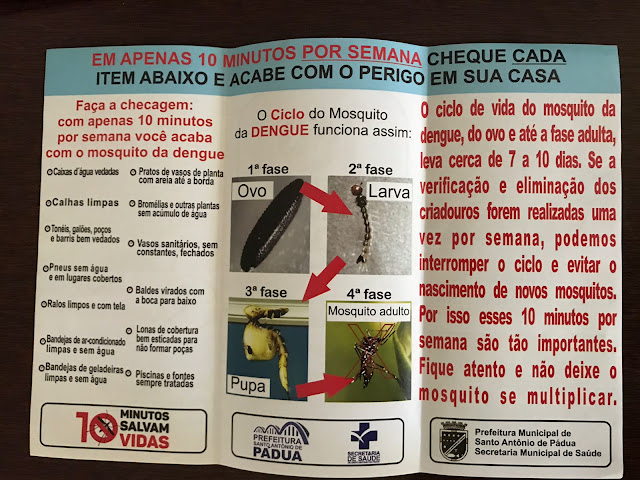 EM APENAS 10 MINUTOS POR SEMANA CHEQUE CADA
ITEM ABAIXO E ACABE COM O PERIGO EM SUA CASA
Faça a checagem:
com apenas 10 minutos
por semana você acaba
com o mosquito da dengue
Caixas d'água vedadas
Calhas limpas
Tonéis, galões, poços
e barris bem vedados
Pneus sem água
e em lugares cobertos
Ralos limpos e com tela
Bandejas de ar-condicionado
limpas e sem água
Bandejas de geladeiras
limpas e sem água
Pratos de vasos de planta
com areia até a borda
Bromélias e outras plantas
sem acúmulo de água
Vasos sanitários, sem
constantes, fechados
Baldes virados com
a boca para baixo
Lonas de cobertura
bem esticadas para
não formar poças
Piscinas e fontes
sempre tratadas
10 MINUTOS
SALVAM
VIDAS
O Ciclo do Mosquito
da DENGUE funciona assim:
1ª fase
Ovo
2ª fase
Larva
3ª fase
Pupa
4ª fase
Mosquito adulto
PREFEITURA
SANTO ANTÔNIO DE
PÁDUA
SECRETARIA
DE SAÚDE
O ciclo de vida do mosquito da
dengue, do ovo e até a fase adulta,
leva cerca de 7 a 10 dias. Se a
verificação e eliminação dos
criadouros forem realizadas uma
vez por semana, podemos
interromper o ciclo e evitar o
nascimento de novos mosquitos.
Por isso esses 10 minutos por
semana são tão importantes.
Fique atento e não deixe o
mosquito se multiplicar.
Prefeitura Municipal de
Santo Antônio de Pádua
Secretaria Municipal de Saúde